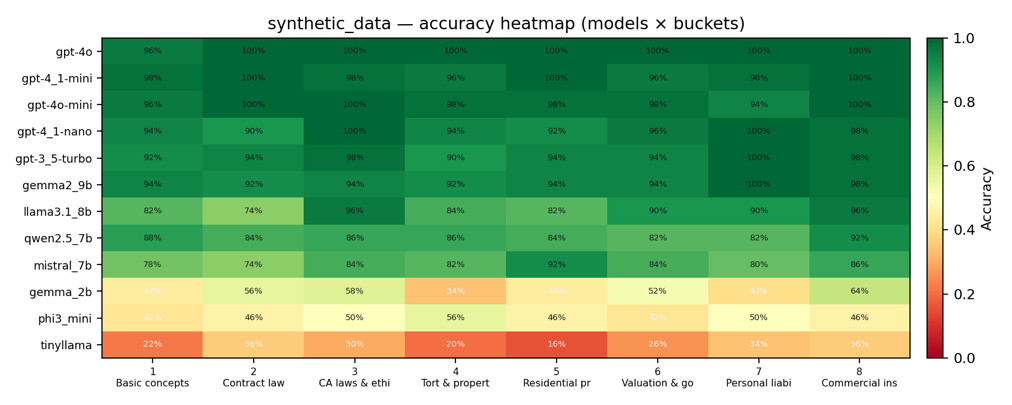 synthetic_data — accuracy heatmap (models × buckets)
gpt-4o 96% 100% 100% 100% 100% 100% 100% 100%
gpt-4_1-mini 98% 100% 98% 96% 100% 96% 98% 100%
gpt-4o-mini 96% 100% 100% 98% 98% 98% 94% 100%
gpt-4_1-nano 94% 90% 100% 94% 92% 96% 100% 98%
gpt-3_5-turbo 92% 94% 98% 90% 94% 94% 100% 98%
gemma2_9b 94% 92% 94% 92% 94% 94% 100% 98%
llama3.1_8b 82% 74% 96% 84% 82% 90% 90% 96%
qwen2.5_7b 88% 84% 86% 86% 84% 82% 82% 92%
mistral_7b 78% 74% 84% 82% 92% 84% 80% 86%
gemma_2b 56% 58% 34% 52% 40% 64%
phi3_mini 42% 46% 50% 56% 46% 42% 50% 46%
tinyllama 22% 36% 30% 20% 16% 26% 34% 36%
1 2 3 4 5 6 7 8
Basic concepts Contract law CA laws & ethi Tort & propert Residential pr Valuation & go Personal liabi Commercial ins
1.0
0.8
0.6
0.4
0.2
0.0
Accuracy